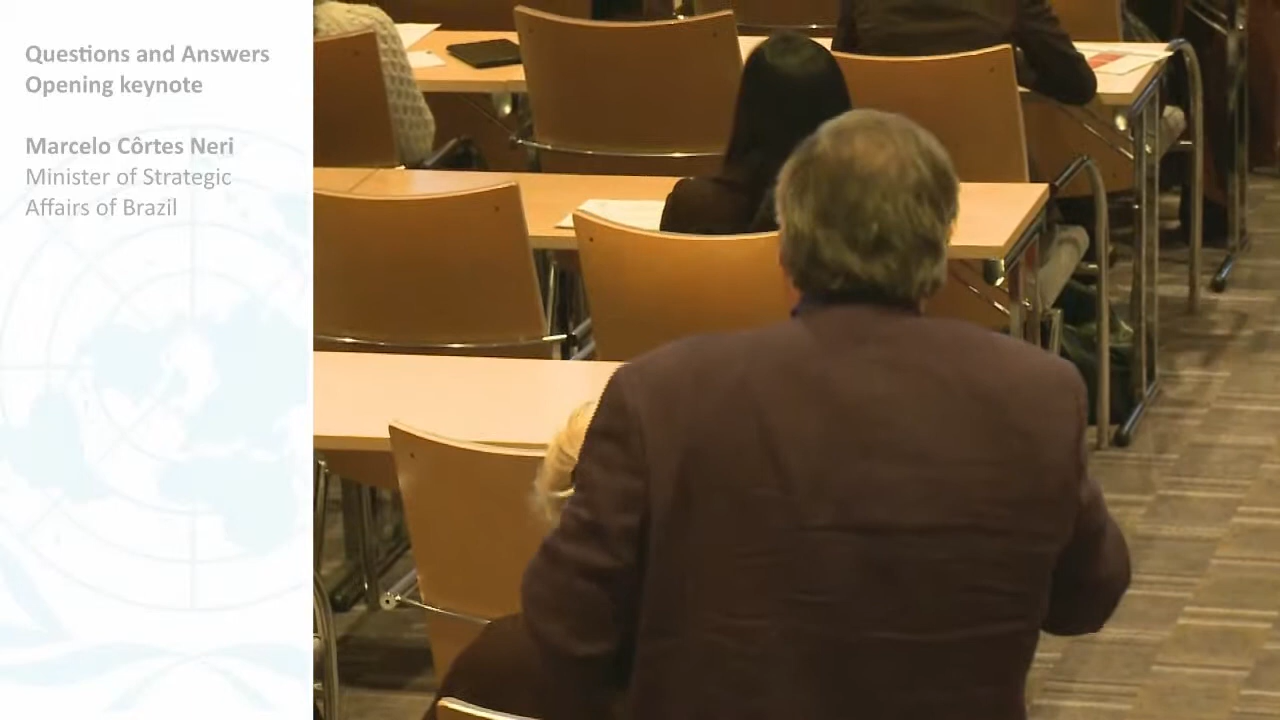 Questions and Answers
Opening keynote
Marcelo Côrtes Neri
Minister of Strategic
Affairs of Brazil